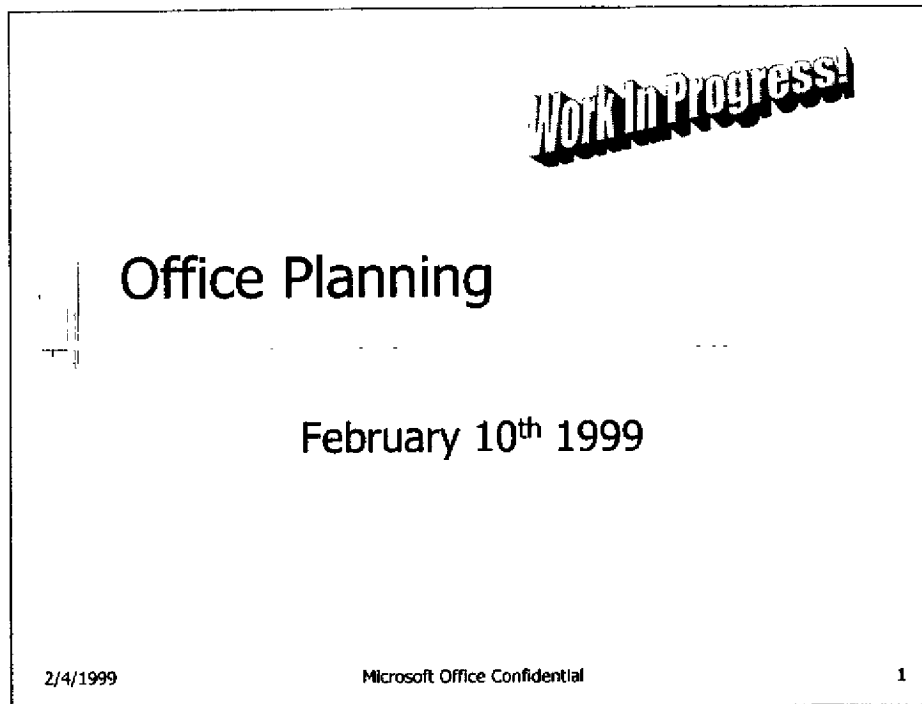 Work In Progress!
Office Planning
February 10th 1999
2/4/1999 Microsoft Office Confidential 1